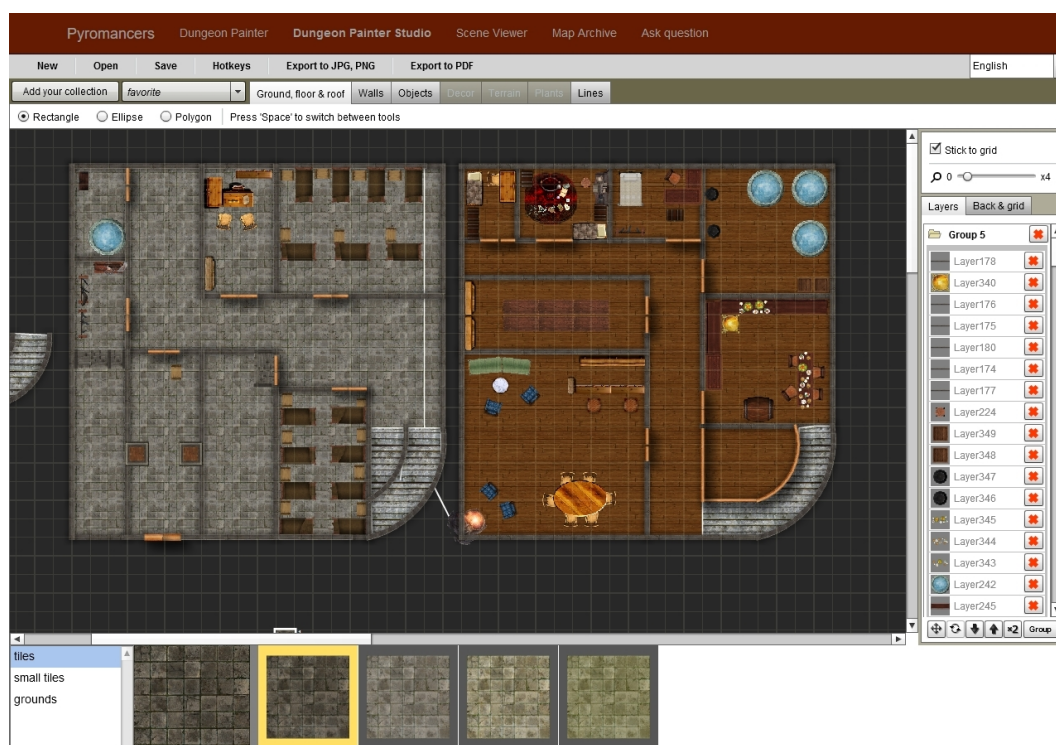 Pyromancers Dungeon Painter Dungeon Painter Studio Scene Viewer Map Archive Ask question
New Open Save Hotkeys Export to JPG, PNG Export to PDF English
Add your collection favorite Ground, floor & roof Walls Objects Decor Terrain Plants Lines
Rectangle Ellipse Polygon Press 'Space' to switch between tools
Stick to grid
0 x4
Layers Back & grid
Group 5
Layer178
Layer340
Layer176
Layer175
Layer180
Layer174
Layer177
Layer224
Layer349
Layer348
Layer347
Layer346
Layer345
Layer344
Layer343
Layer242
Layer245
x2 Group
tiles
small tiles
grounds